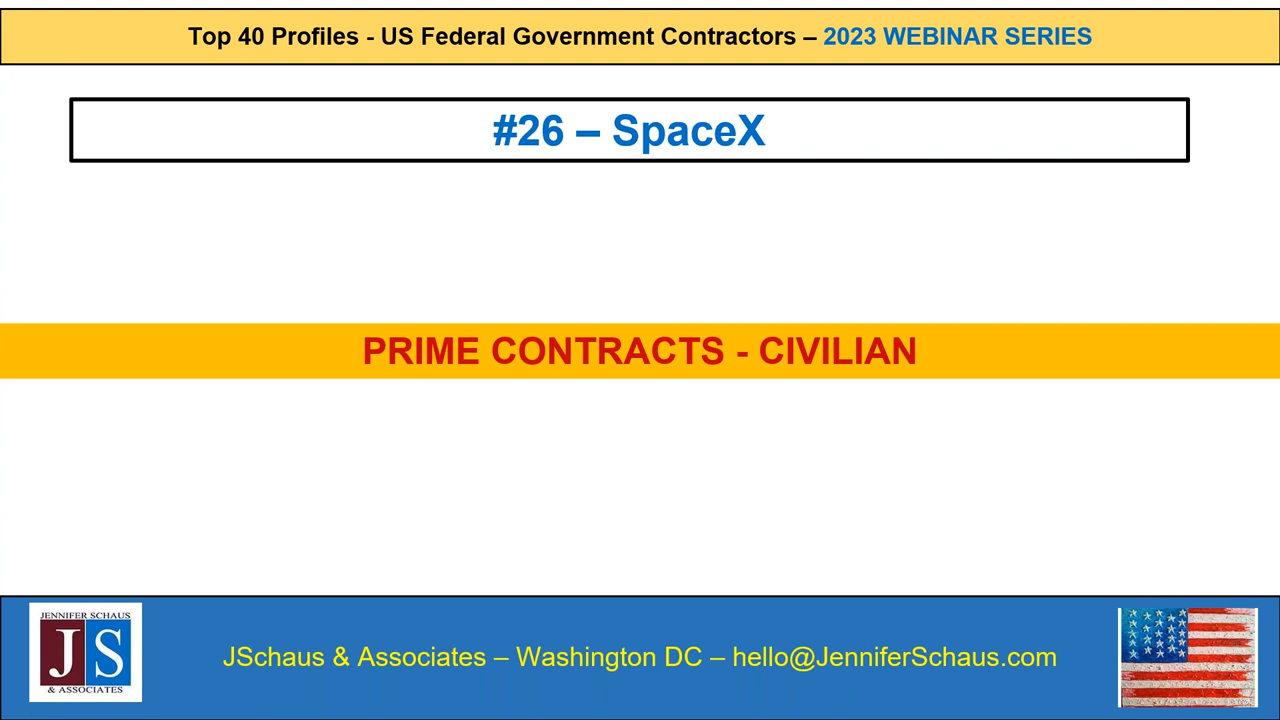 Top 40 Profiles - US Federal Government Contractors – 2023 WEBINAR SERIES
#26 – SpaceX
PRIME CONTRACTS - CIVILIAN
JENNIFER SCHAUS
JS
& ASSOCIATES
JSchaus & Associates – Washington DC – hello@JenniferSchaus.com